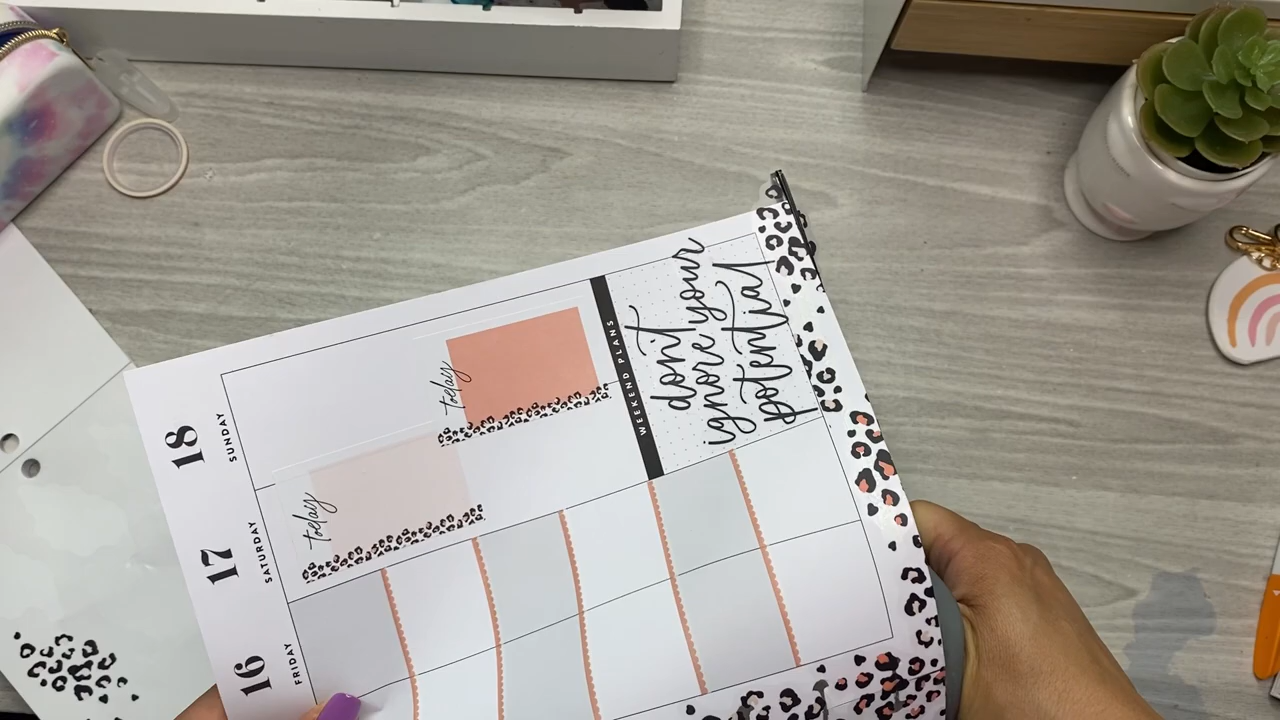 18
SUNDAY
17
SATURDAY
16
FRIDAY
today
today
WEEKEND PLANS
don't
ignore your
potential